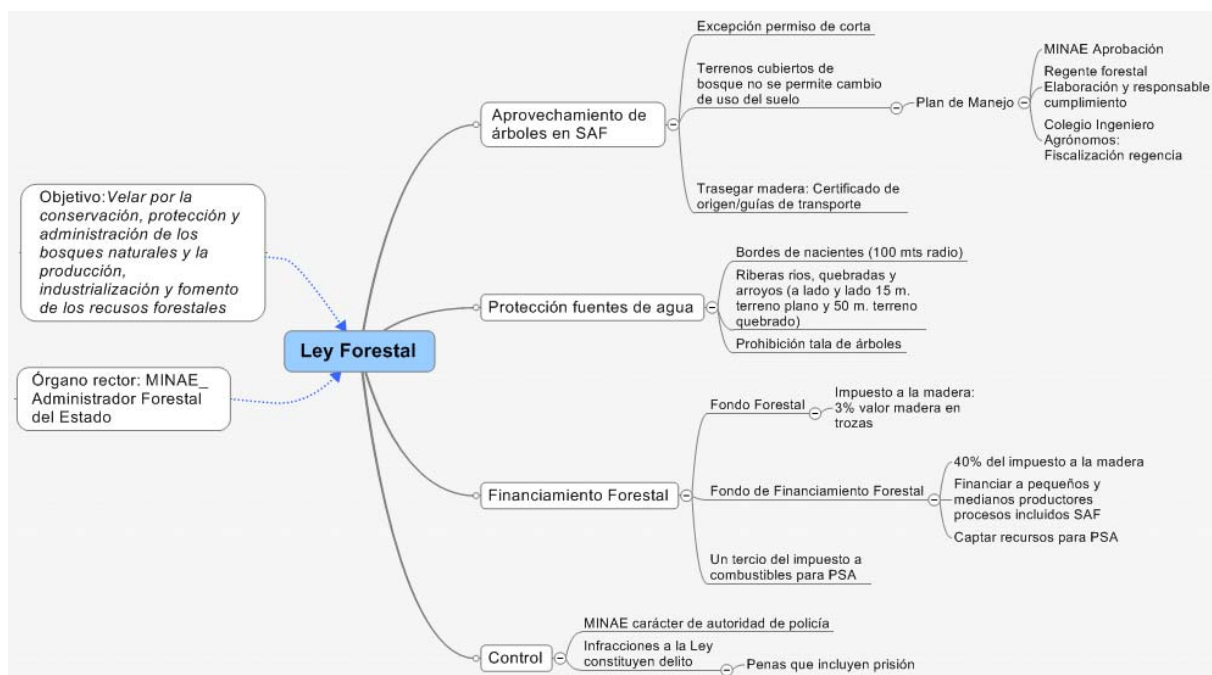 Objetivo:Velar por la
conservación, protección y
administración de los
bosques naturales y la
producción,
industrialización y fomento
de los recusos forestales
Órgano rector: MINAE_
Administrador Forestal
del Estado
Ley Forestal
Aprovechamiento de
árboles en SAF
Excepción permiso de corta
Terrenos cubiertos de
bosque no se permite cambio
de uso del suelo
Plan de Manejo
MINAE Aprobación
Regente forestal
Elaboración y responsable
cumplimiento
Colegio Ingeniero
Agrónomos:
Fiscalización regencia
Trasegar madera: Certificado de
origen/guías de transporte
Protección fuentes de agua
Bordes de nacientes (100 mts radio)
Riberas rios, quebradas y
arroyos (a lado y lado 15 m.
terreno plano y 50 m. terreno
quebrado)
Prohibición tala de árboles
Financiamiento Forestal
Fondo Forestal
Impuesto a la madera:
3% valor madera en
trozas
Fondo de Financiamiento Forestal
40% del impuesto a la madera
Financiar a pequeños y
medianos productores
procesos incluidos SAF
Captar recursos para PSA
Un tercio del impuesto a
combustibles para PSA
Control
MINAE carácter de autoridad de policía
Infracciones a la Ley
constituyen delito
Penas que incluyen prisión